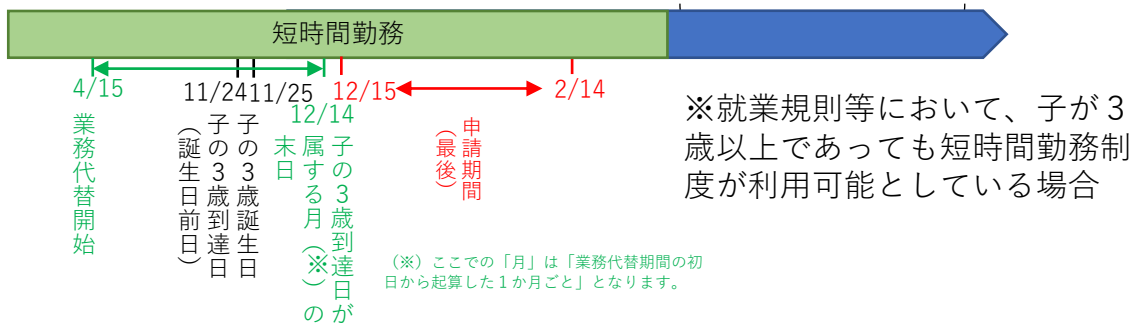 短時間勤務
4/15
11/24
11/25
12/14
12/15
2/14
業務代替開始
子の3歳到達日
(誕生日前日)
子の3歳誕生日
子の3歳到達日が
属する月(※)の
末日
申請期間
(最後)
※就業規則等において、子が3
歳以上であっても短時間勤務制
度が利用可能としている場合
(※)ここでの「月」は「業務代替期間の初
日から起算した1か月ごと」となります。